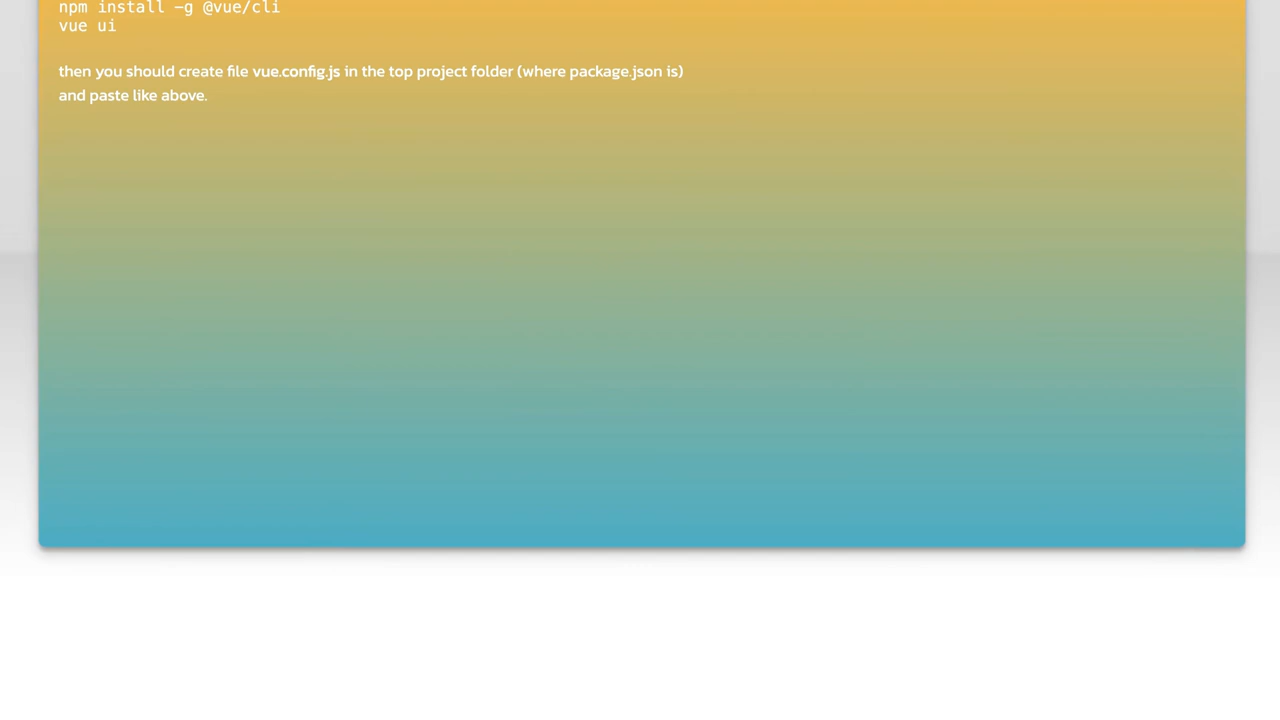 npm install -g @vue/cli
vue ui
then you should create file vue.config.js in the top project folder (where package.json is)
and paste like above.